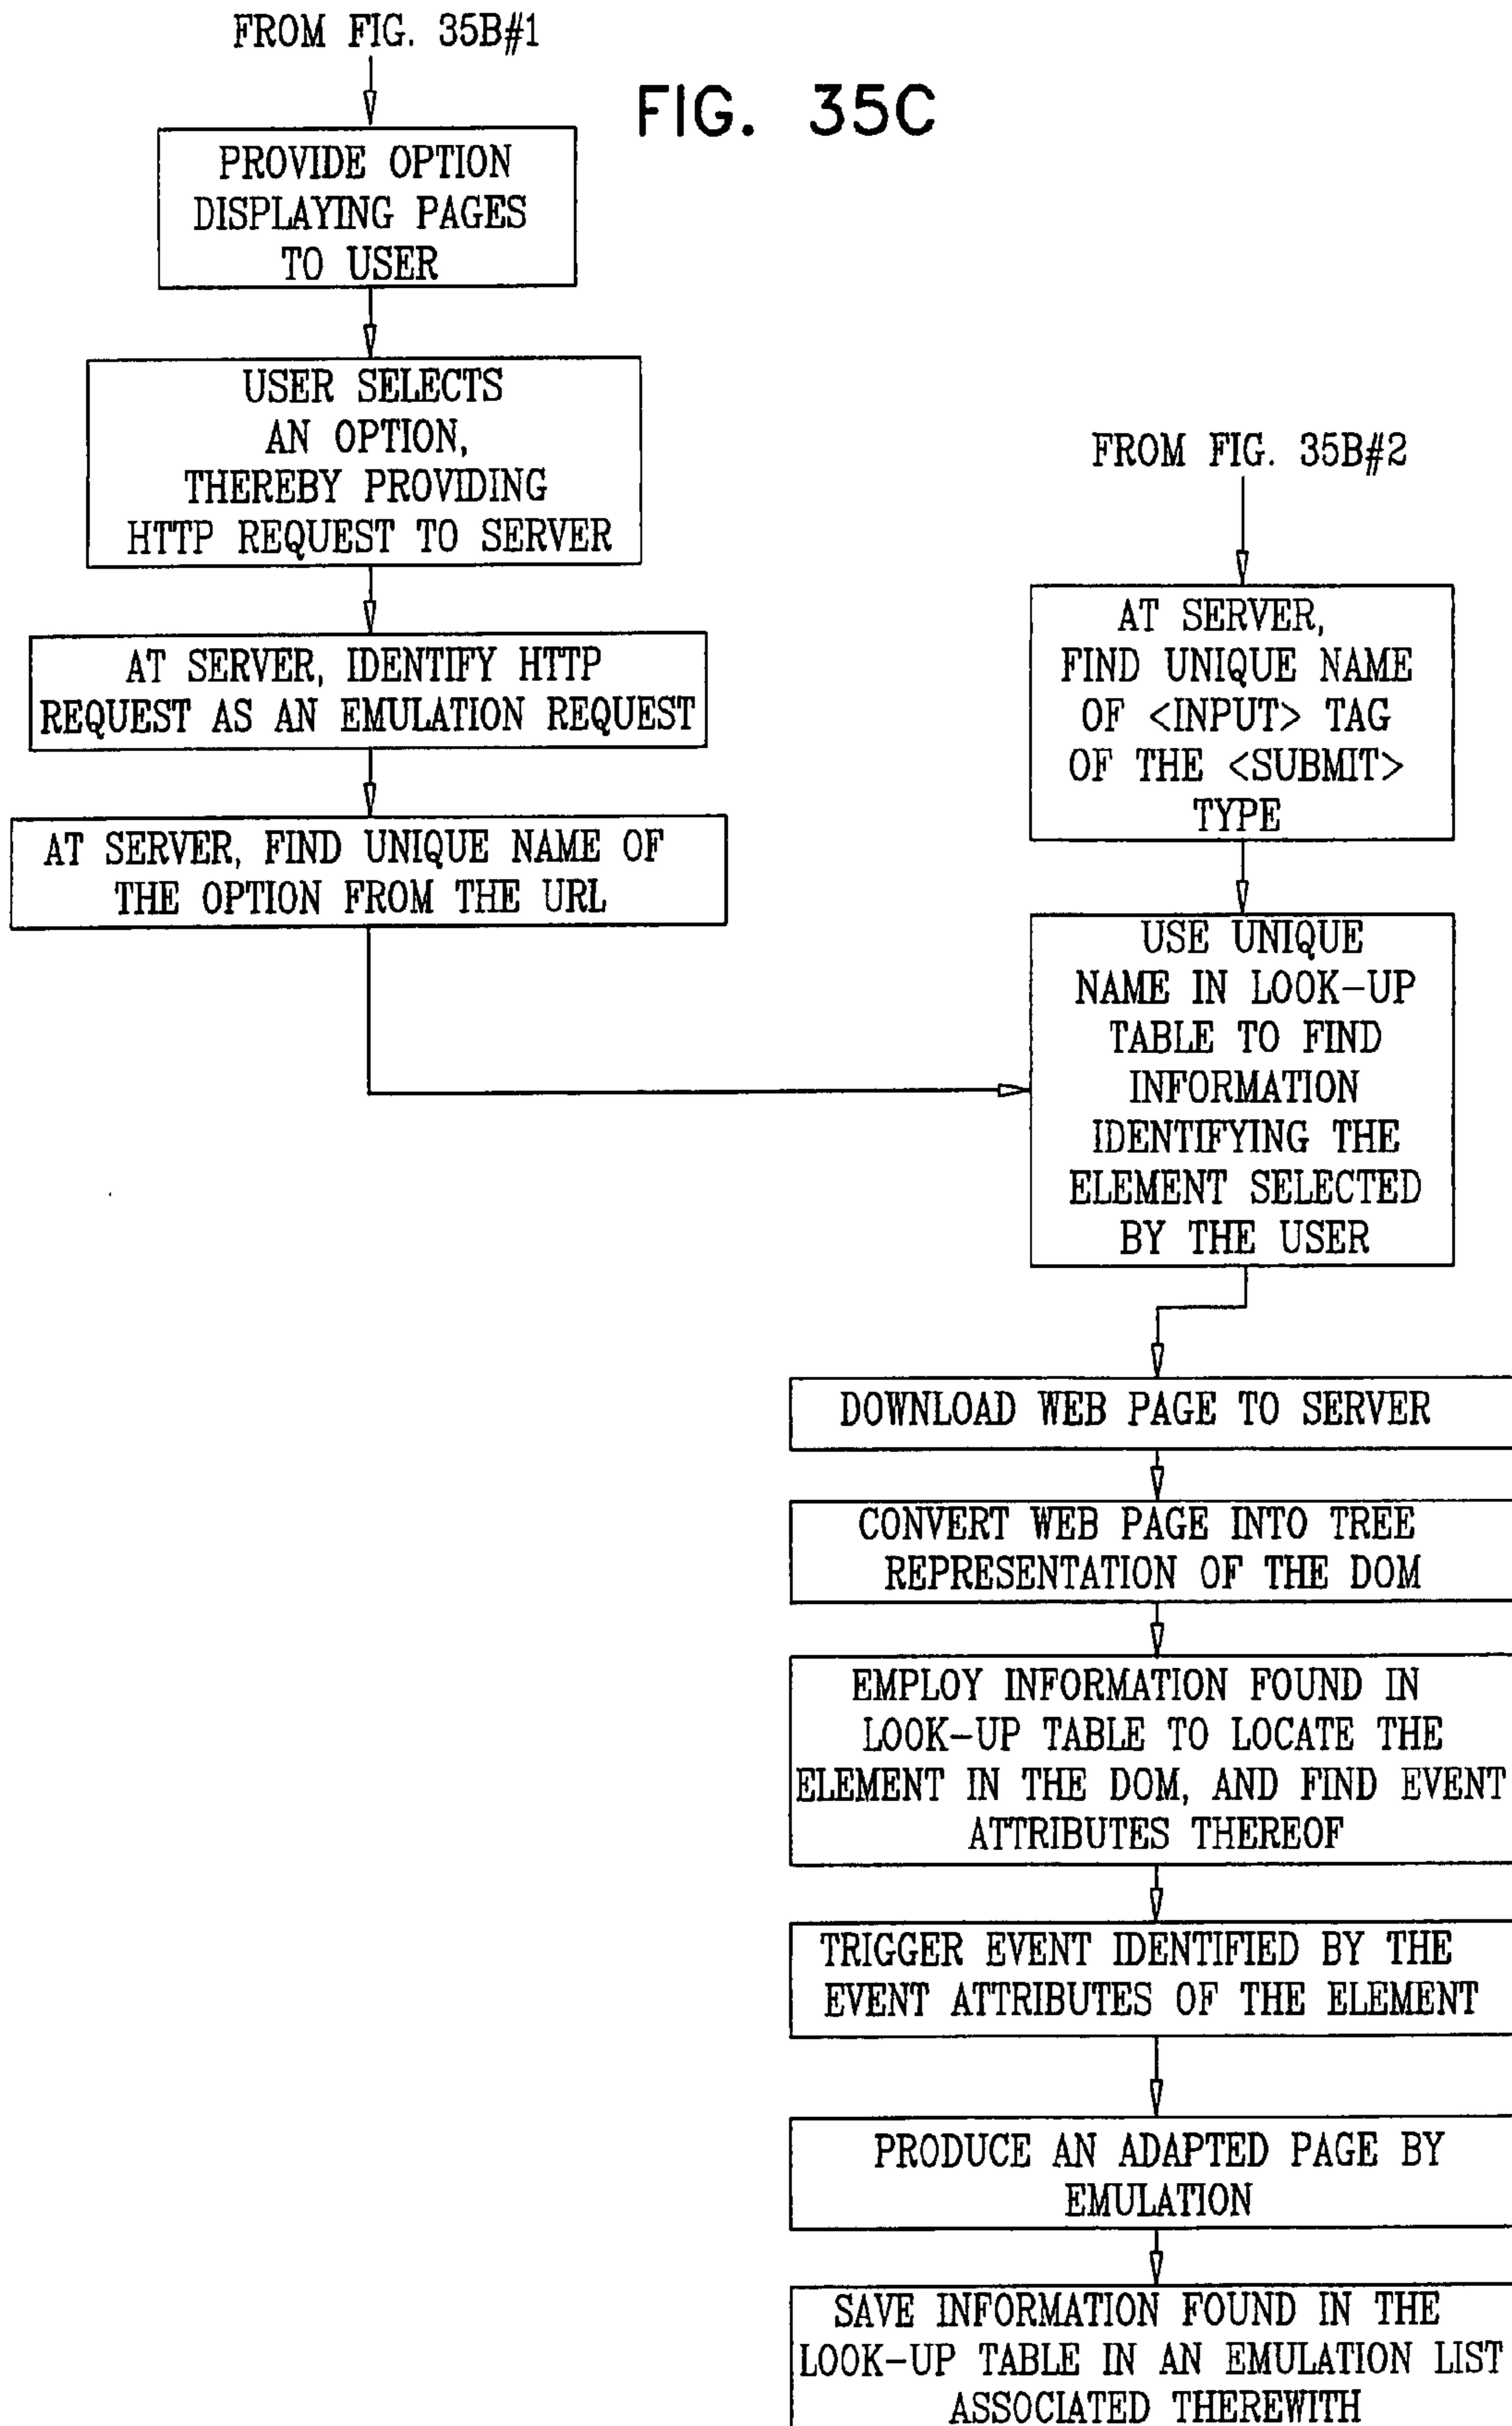 FROM FIG. 35B#1
FIG. 35C
PROVIDE OPTION
DISPLAYING PAGES
TO USER
USER SELECTS
AN OPTION,
THEREBY PROVIDING
HTTP REQUEST TO SERVER
AT SERVER, IDENTIFY HTTP
REQUEST AS AN EMULATION REQUEST
AT SERVER, FIND UNIQUE NAME OF
THE OPTION FROM THE URL
FROM FIG. 35B#2
AT SERVER,
FIND UNIQUE NAME
OF <INPUT> TAG
OF THE <SUBMIT>
TYPE
USE UNIQUE
NAME IN LOOK-UP
TABLE TO FIND
INFORMATION
IDENTIFYING THE
ELEMENT SELECTED
BY THE USER
DOWNLOAD WEB PAGE TO SERVER
CONVERT WEB PAGE INTO TREE
REPRESENTATION OF THE DOM
EMPLOY INFORMATION FOUND IN
LOOK-UP TABLE TO LOCATE THE
ELEMENT IN THE DOM, AND FIND EVENT
ATTRIBUTES THEREOF
TRIGGER EVENT IDENTIFIED BY THE
EVENT ATTRIBUTES OF THE ELEMENT
PRODUCE AN ADAPTED PAGE BY
EMULATION
SAVE INFORMATION FOUND IN THE
LOOK-UP TABLE IN AN EMULATION LIST
ASSOCIATED THEREWITH